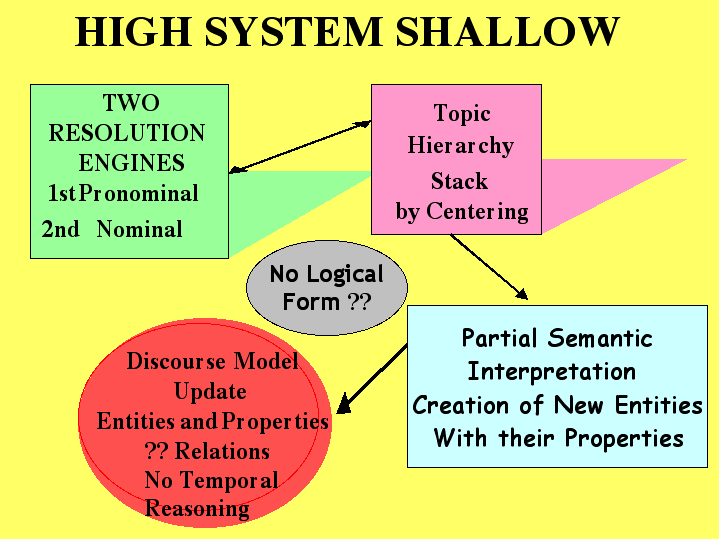 HIGH SYSTEM SHALLOW
TWO
RESOLUTION
ENGINES
1st Pronominal
2nd Nominal
Topic
Hierarchy
Stack
by Centering
No Logical
Form ??
Partial Semantic
Interpretation
Creation of New Entities
With their Properties
Discourse Model
Update
Entities and Properties
?? Relations
No Temporal
Reasoning